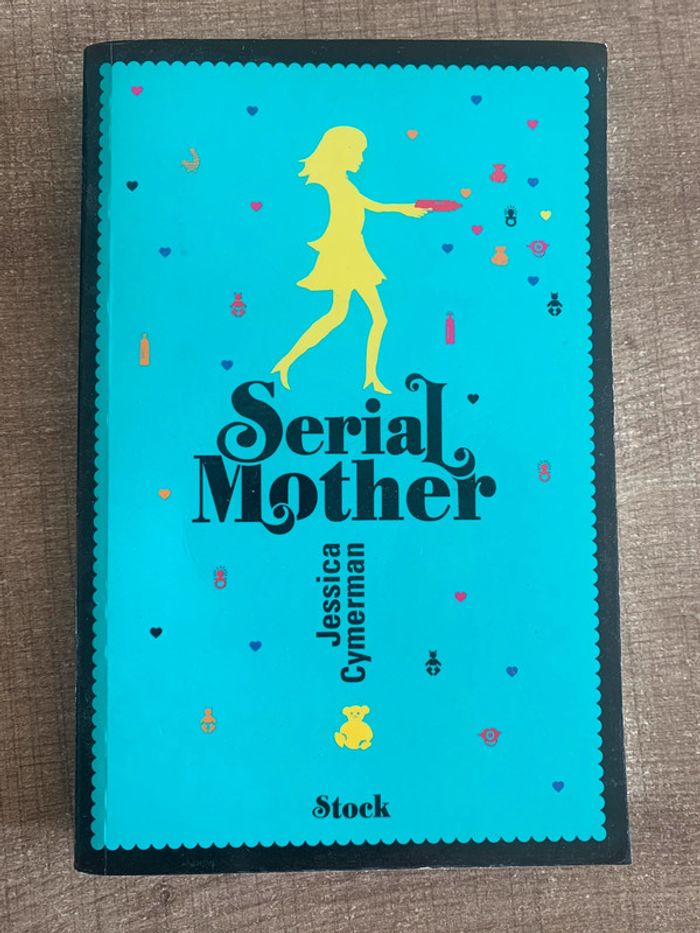 Serial
Mother
Jessica
Cymerman
Stock